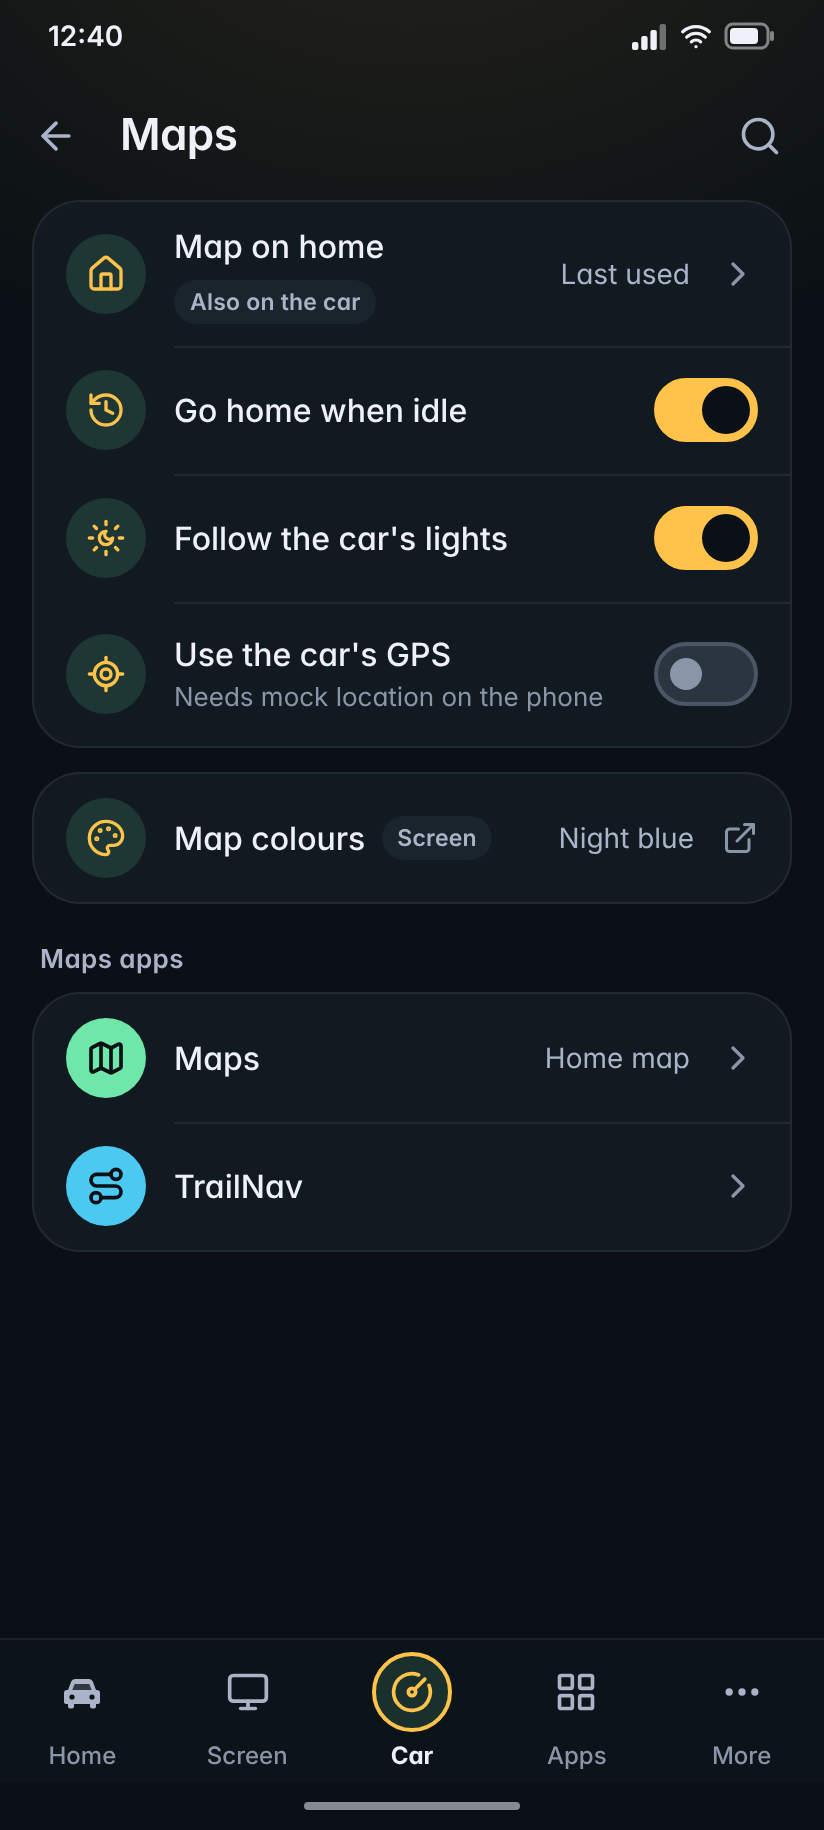 12:40
Maps
Map on home
Also on the car
Last used
Go home when idle
Follow the car's lights
Use the car's GPS
Needs mock location on the phone
Map colours
Screen
Night blue
Maps apps
Maps
Home map
TrailNav
Home
Screen
Car
Apps
More